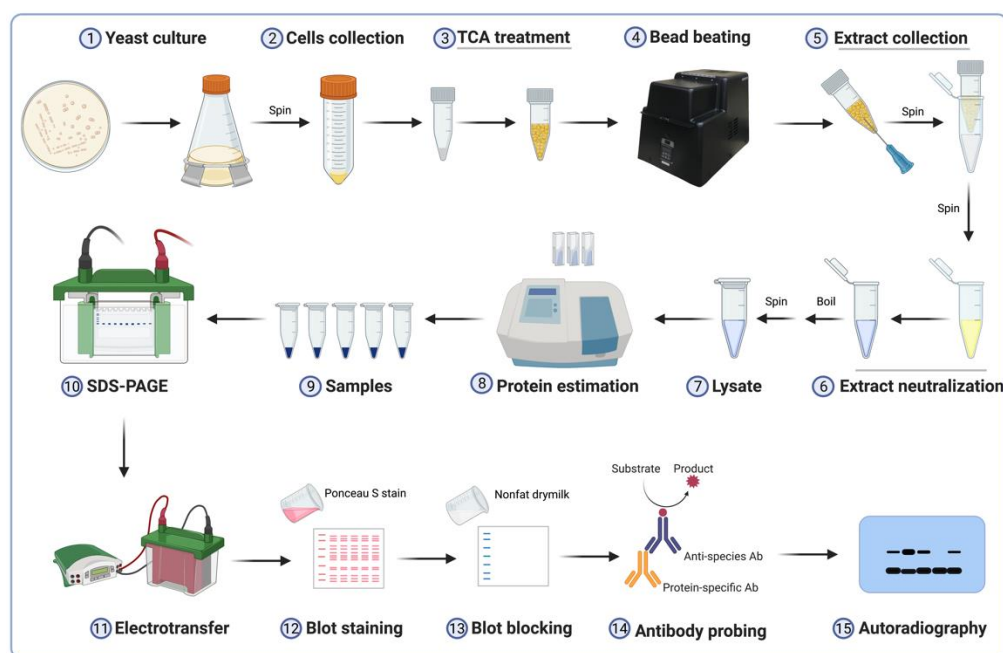 1 Yeast culture
2 Cells collection
3 TCA treatment
4 Bead beating
5 Extract collection
Spin
Spin
Spin
10 SDS-PAGE
9 Samples
8 Protein estimation
7 Lysate
Spin
Boil
6 Extract neutralization
Ponceau S stain
Nonfat drymilk
Substrate
Product
Anti-species Ab
Protein-specific Ab
11 Electrotransfer
12 Blot staining
13 Blot blocking
14 Antibody probing
15 Autoradiography